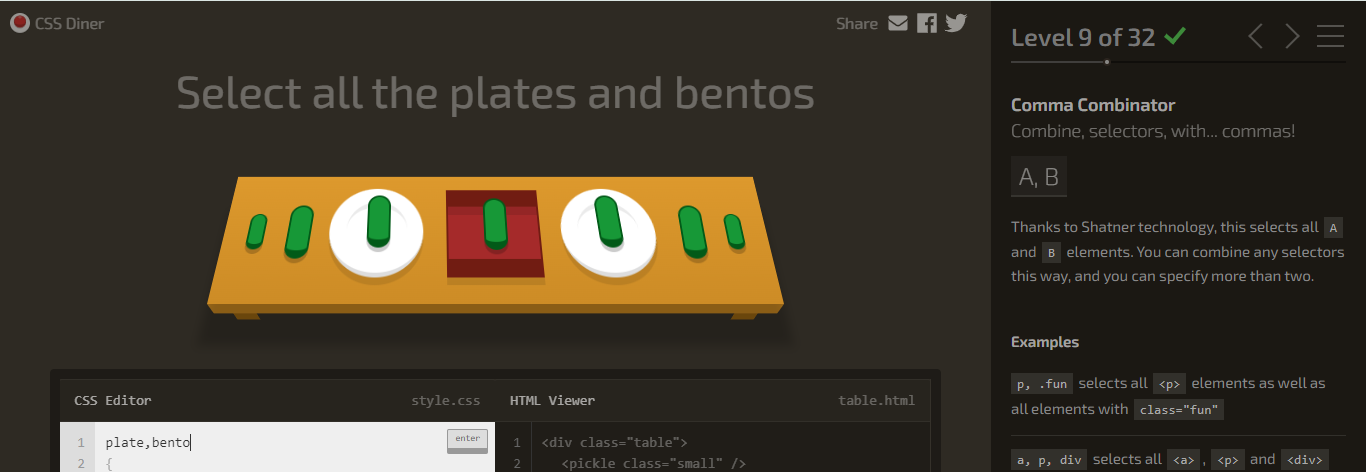 CSS Diner
Share
Select all the plates and bentos
CSS Editor style.css
1 plate,bento
enter
2 {
HTML Viewer table.html
1 <div class="table">
2 <pickle class="small" />
Level 9 of 32
Comma Combinator
Combine, selectors, with... commas!
A, B
Thanks to Shatner technology, this selects all A
and B elements. You can combine any selectors
this way, and you can specify more than two.
Examples
p, .fun selects all <p> elements as well as
all elements with class="fun"
a, p, div selects all <a> , <p> and <div>